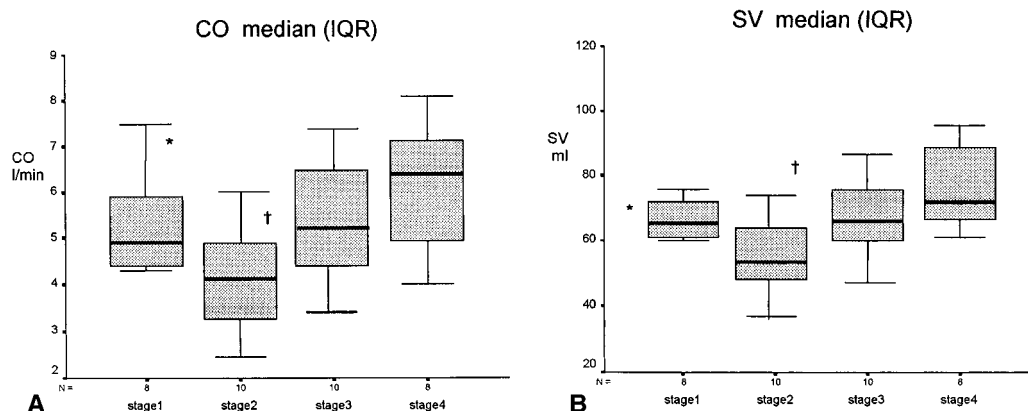 CO median (IQR)
9
8
7
6
5
4
3
2
CO
l/min
*
†
N = 8 10 10 8
stage1 stage2 stage3 stage4
A
SV median (IQR)
120
100
80
60
40
20
SV
ml
*
†
N = 8 10 10 8
stage1 stage2 stage3 stage4
B